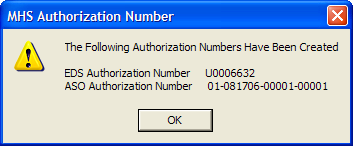 MHS Authorization Number
The Following Authorization Numbers Have Been Created
EDS Authorization Number U0006632
ASO Authorization Number 01-081706-00001-00001
OK